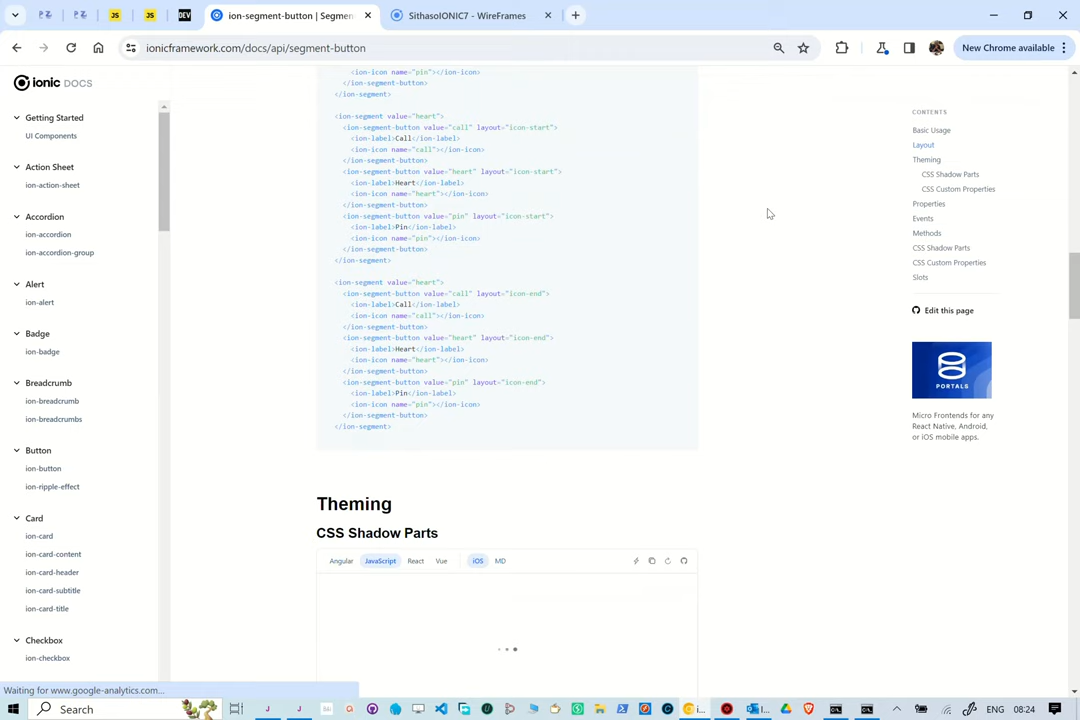 ion-segment-button | Segmen
SithasoIONIC7 - WireFrames
ionicframework.com/docs/api/segment-button
New Chrome available
ionic DOCS
Getting Started
UI Components
Action Sheet
ion-action-sheet
Accordion
ion-accordion
ion-accordion-group
Alert
ion-alert
Badge
ion-badge
Breadcrumb
ion-breadcrumb
ion-breadcrumbs
Button
ion-button
ion-ripple-effect
Card
ion-card
ion-card-content
ion-card-header
ion-card-subtitle
ion-card-title
Checkbox
ion-checkbox
<ion-icon name="pin"></ion-icon>
</ion-segment-button>
</ion-segment>
<ion-segment value="heart">
<ion-segment-button value="call" layout="icon-start">
<ion-label>Call</ion-label>
<ion-icon name="call"></ion-icon>
</ion-segment-button>
<ion-segment-button value="heart" layout="icon-start">
<ion-label>Heart</ion-label>
<ion-icon name="heart"></ion-icon>
</ion-segment-button>
<ion-segment-button value="pin" layout="icon-start">
<ion-label>Pin</ion-label>
<ion-icon name="pin"></ion-icon>
</ion-segment-button>
</ion-segment>
<ion-segment value="heart">
<ion-segment-button value="call" layout="icon-end">
<ion-label>Call</ion-label>
<ion-icon name="call"></ion-icon>
</ion-segment-button>
<ion-segment-button value="heart" layout="icon-end">
<ion-label>Heart</ion-label>
<ion-icon name="heart"></ion-icon>
</ion-segment-button>
<ion-segment-button value="pin" layout="icon-end">
<ion-label>Pin</ion-label>
<ion-icon name="pin"></ion-icon>
</ion-segment-button>
</ion-segment>
Theming
CSS Shadow Parts
Angular JavaScript React Vue iOS MD
CONTENTS
Basic Usage
Layout
Theming
CSS Shadow Parts
CSS Custom Properties
Properties
Events
Methods
CSS Shadow Parts
CSS Custom Properties
Slots
Edit this page
PORTALS
Micro Frontends for any
React Native, Android,
or iOS mobile apps.
Waiting for www.google-analytics.com...
Search
ENG 08:24